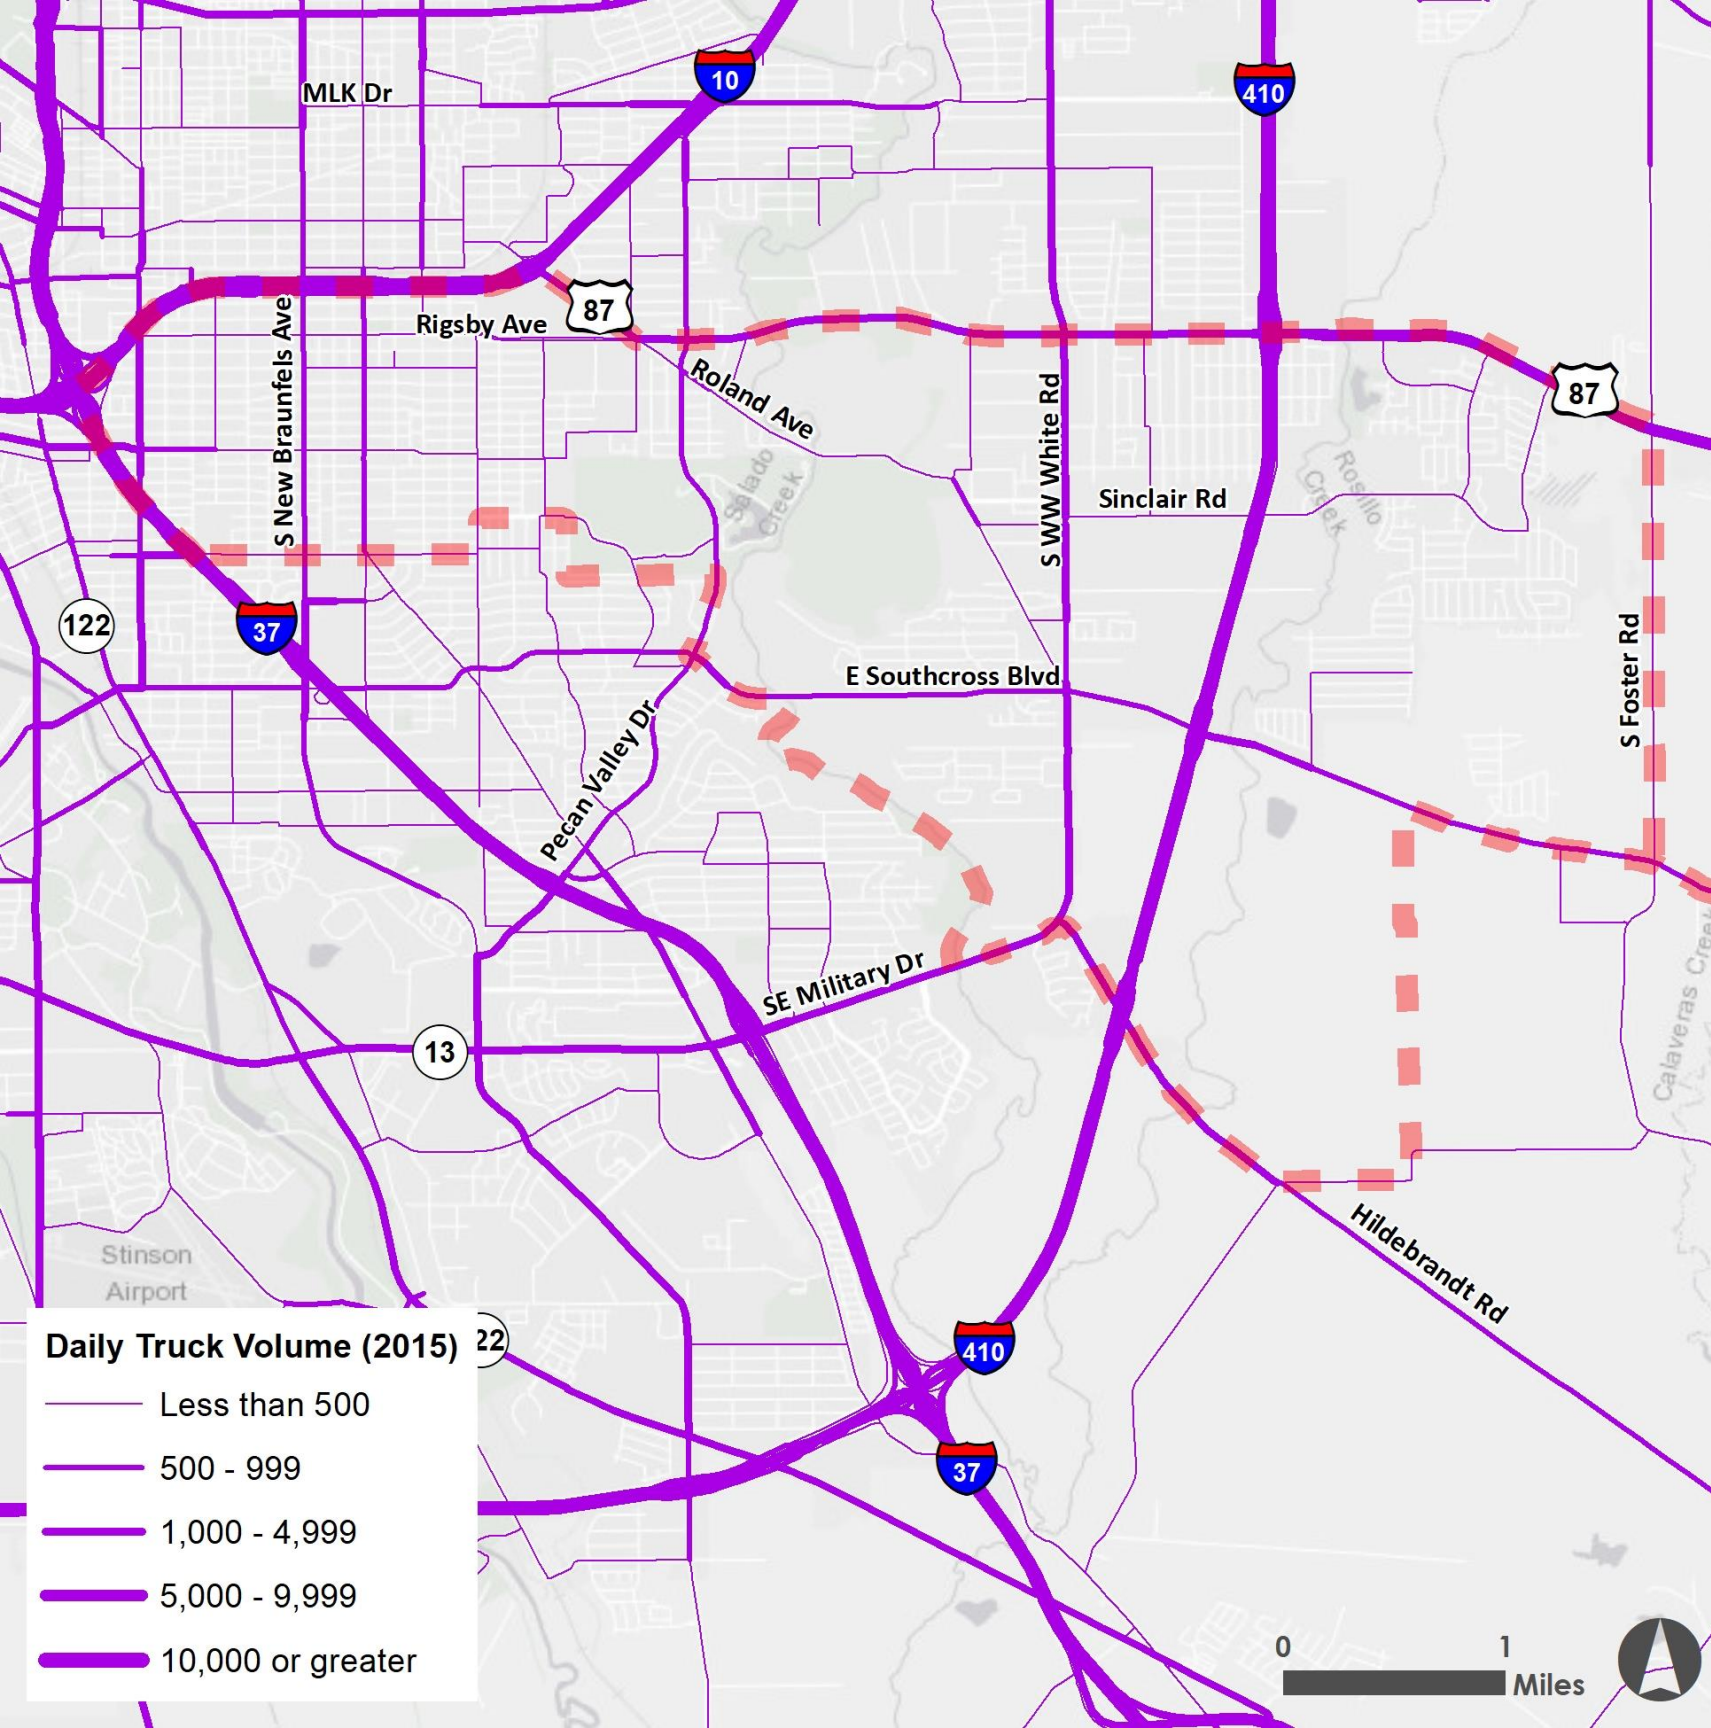 10
410
MLK Dr
87
Rigsby Ave
S New Braunfels Ave
Roland Ave
87
S WW White Rd
Salado
Creek
Rosillo
Creek
Sinclair Rd
122
37
S Foster Rd
E Southcross Blvd
Pecan Valley Dr
SE Military Dr
Calaveras Creek
13
Stinson
Airport
Hildebrandt Rd
22
410
37
Daily Truck Volume (2015)
Less than 500
500 - 999
1,000 - 4,999
5,000 - 9,999
10,000 or greater
0 1
Miles